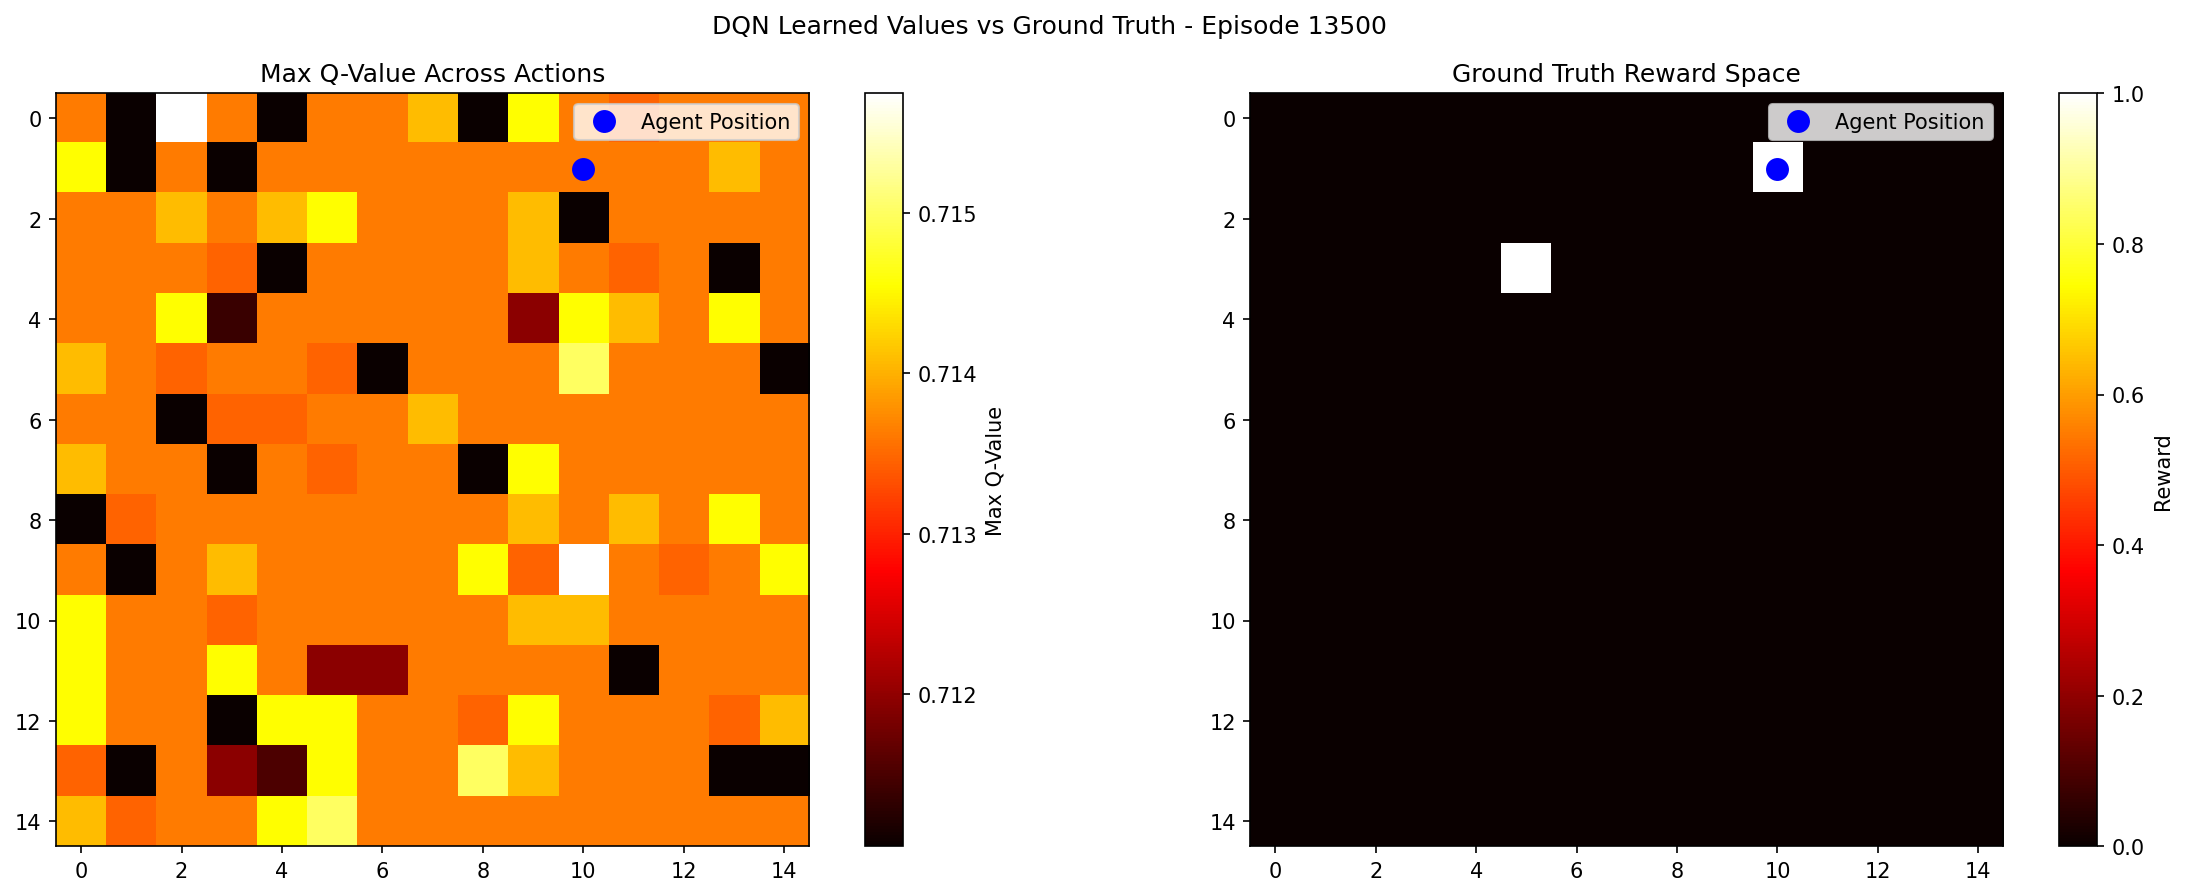 DQN Learned Values vs Ground Truth - Episode 13500
Max Q-Value Across Actions
Agent Position
0
2
4
6
8
10
12
14
0 2 4 6 8 10 12 14
0.715
0.714
0.713
0.712
Max Q-Value
Ground Truth Reward Space
Agent Position
0
2
4
6
8
10
12
14
0 2 4 6 8 10 12 14
1.0
0.8
0.6
0.4
0.2
0.0
Reward